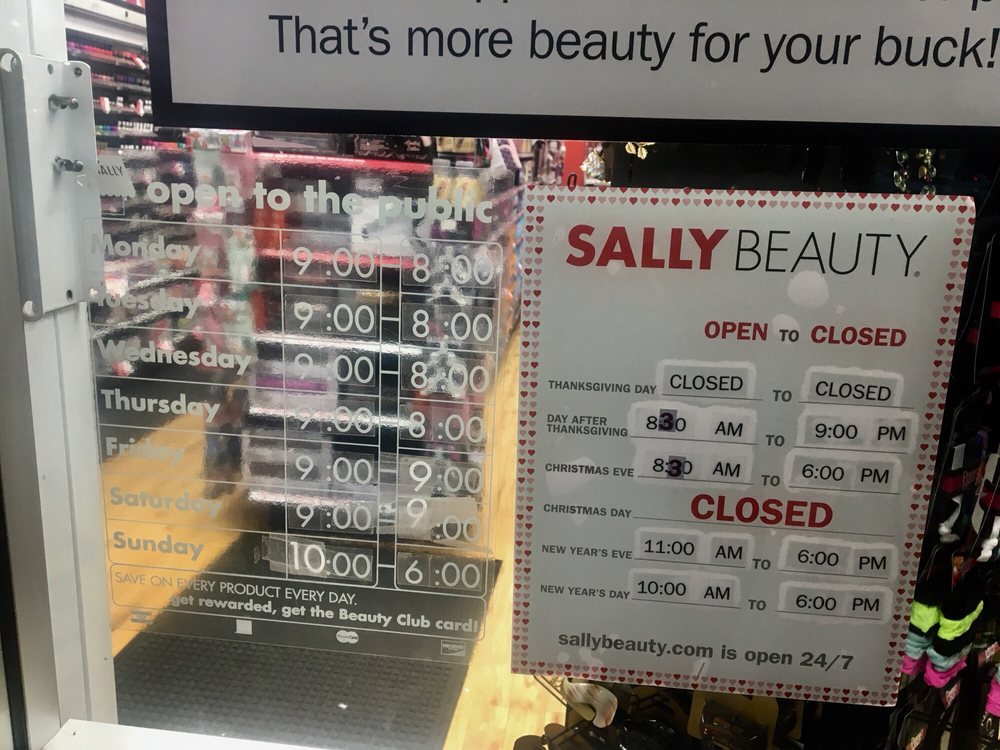 That's more beauty for your buck!
SALLY
open to the public
Monday 9:00 - 8:00
Tuesday 9:00 - 8:00
Wednesday 9:00 - 8:00
Thursday 9:00 - 8:00
Friday 9:00 - 9:00
Saturday 9:00 - 9:00
Sunday 10:00 - 6:00
SAVE ON EVERY PRODUCT EVERY DAY.
get rewarded, get the Beauty Club card!
SALLY BEAUTY®
OPEN TO CLOSED
THANKSGIVING DAY CLOSED TO CLOSED
DAY AFTER THANKSGIVING 830 AM TO 9:00 PM
CHRISTMAS EVE 8:30 AM TO 6:00 PM
CHRISTMAS DAY CLOSED
NEW YEAR'S EVE 11:00 AM TO 6:00 PM
NEW YEAR'S DAY 10:00 AM TO 6:00 PM
sallybeauty.com is open 24/7